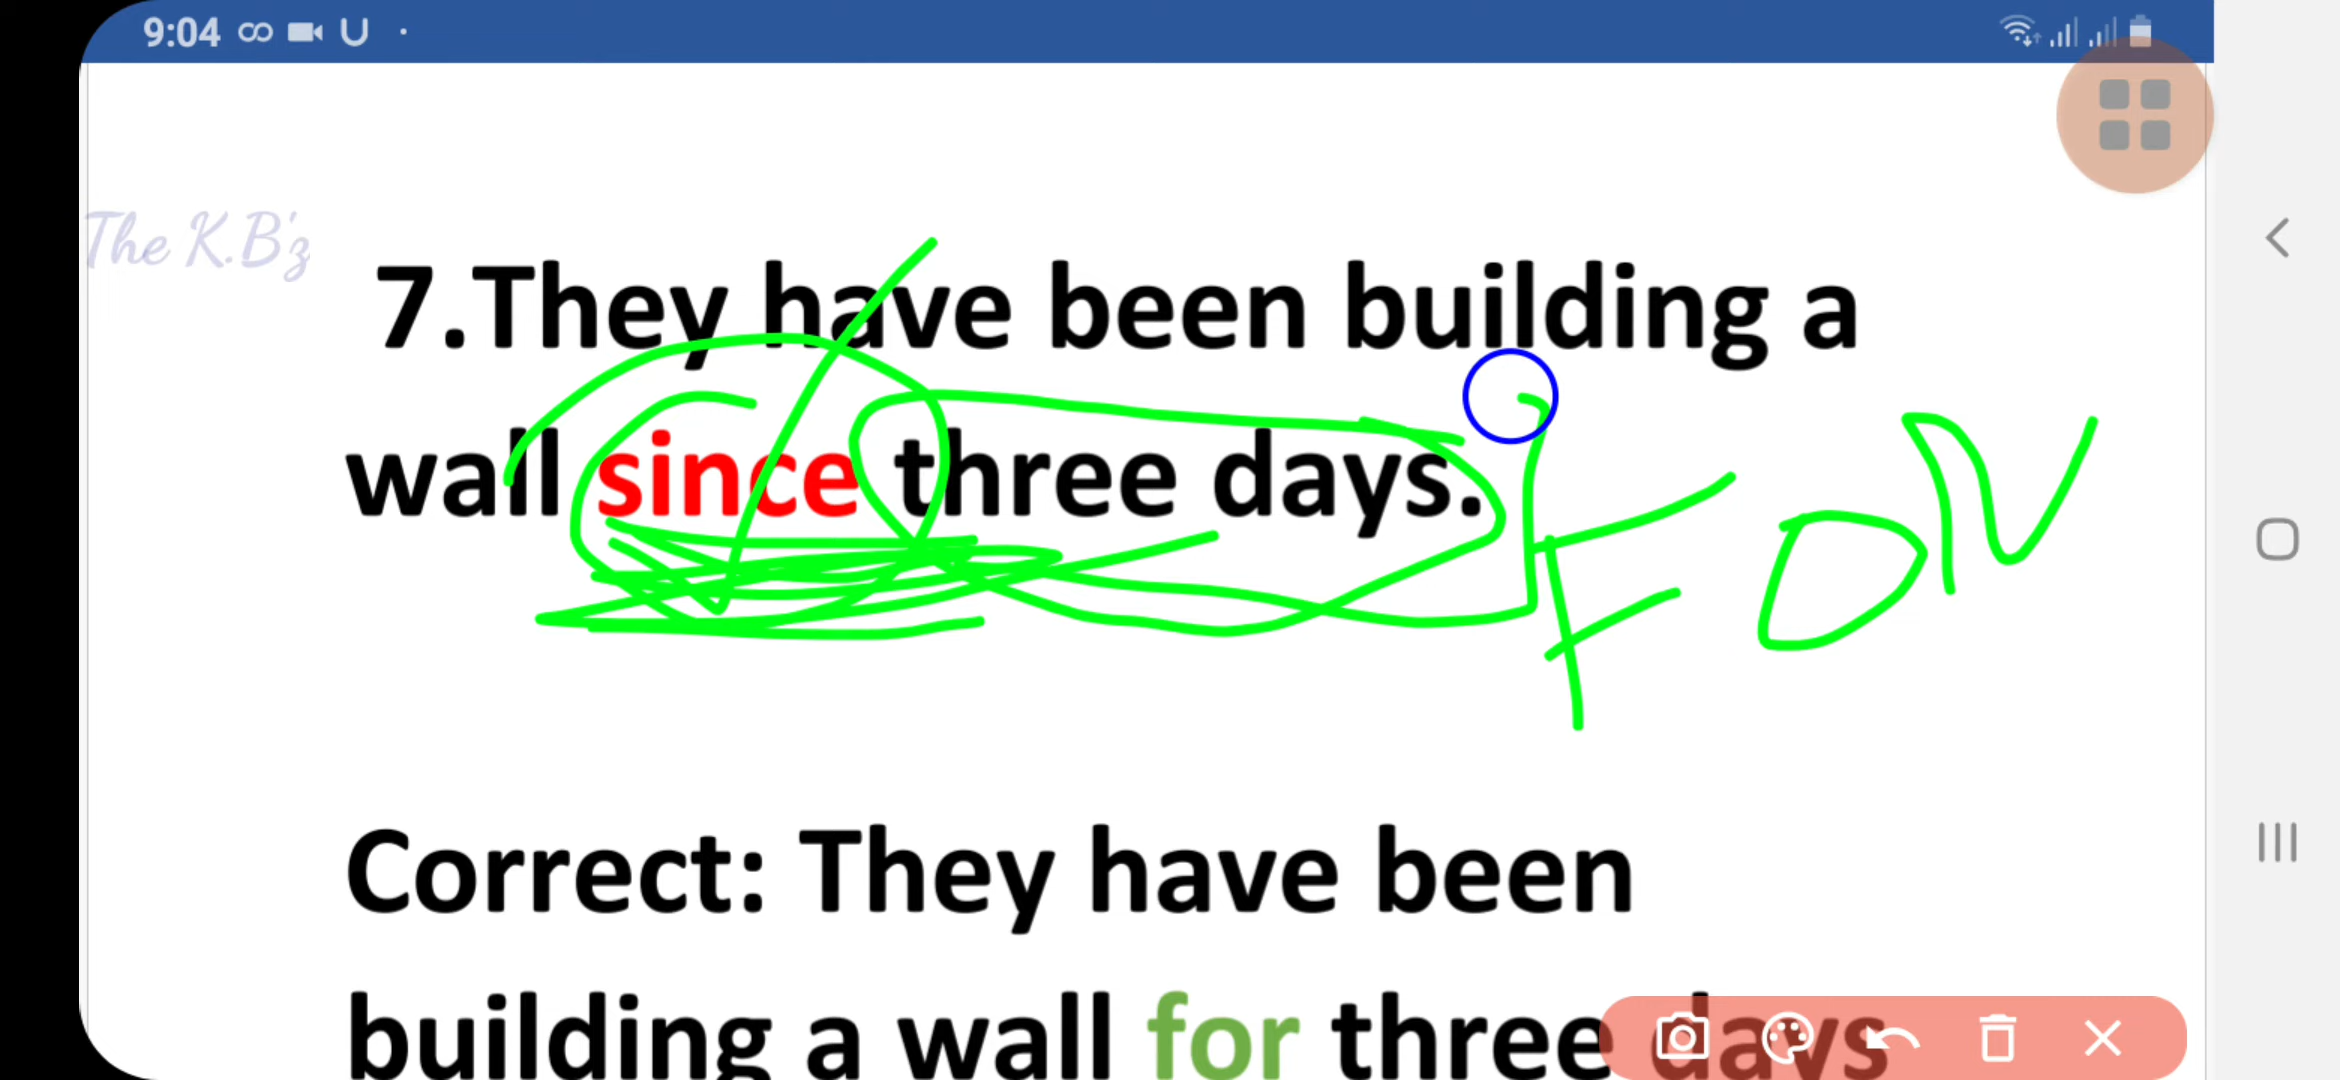 9:04
The K.B'z
7.They have been building a
wall since three days.
FOR
Correct: They have been
building a wall for three days